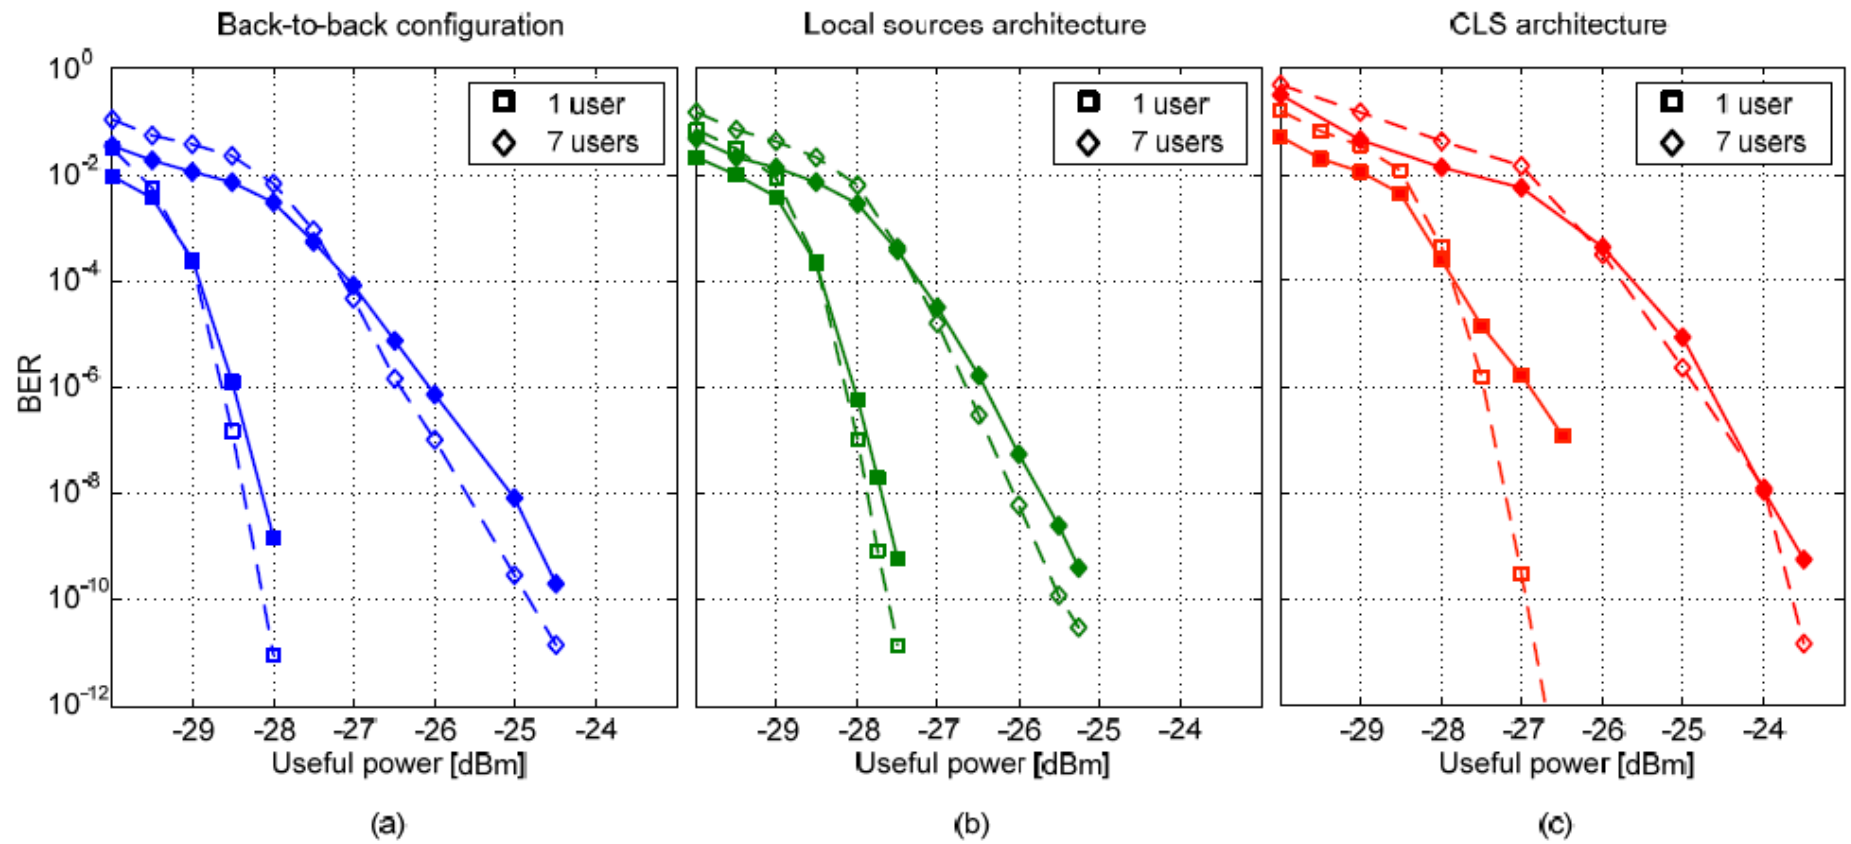 Back-to-back configuration
Local sources architecture
CLS architecture
10^0
10^-2
10^-4
10^-6
10^-8
10^-10
10^-12
BER
1 user
7 users
1 user
7 users
1 user
7 users
-29 -28 -27 -26 -25 -24
-29 -28 -27 -26 -25 -24
-29 -28 -27 -26 -25 -24
Useful power [dBm]
Useful power [dBm]
Useful power [dBm]
(a)
(b)
(c)